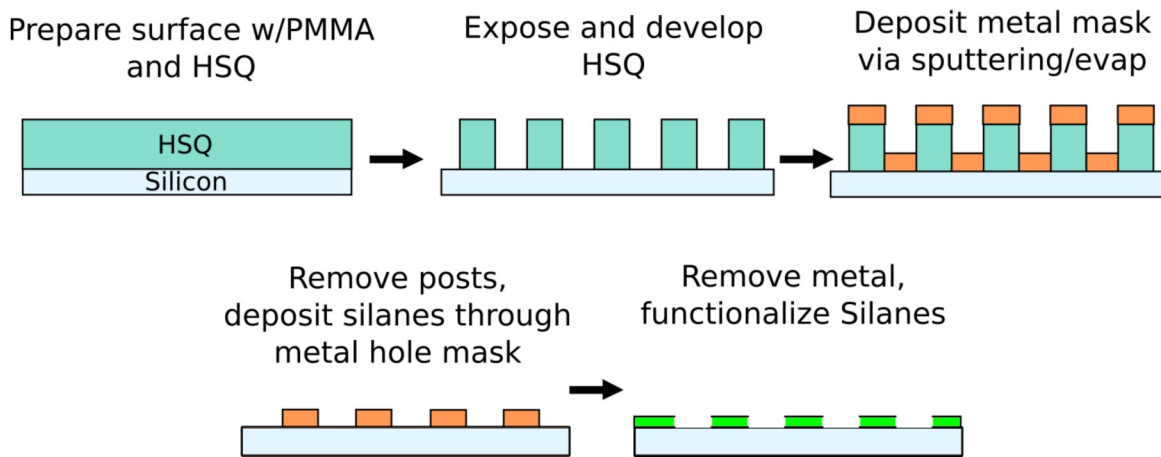 Prepare surface w/PMMA
and HSQ
Expose and develop
HSQ
Deposit metal mask
via sputtering/evap
HSQ
Silicon
Remove posts,
deposit silanes through
metal hole mask
Remove metal,
functionalize Silanes